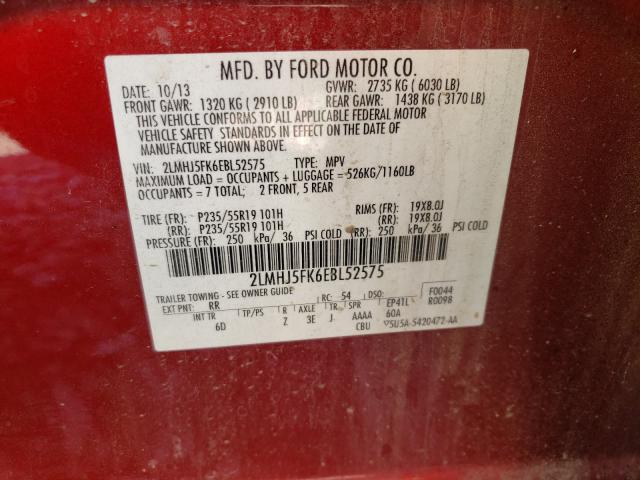 MFD. BY FORD MOTOR CO.
DATE: 10/13 GVWR: 2735 KG ( 6030 LB)
FRONT GAWR: 1320 KG ( 2910 LB) REAR GAWR: 1438 KG ( 3170 LB)
THIS VEHICLE CONFORMS TO ALL APPLICABLE FEDERAL MOTOR
VEHICLE SAFETY STANDARDS IN EFFECT ON THE DATE OF
MANUFACTURE SHOWN ABOVE.
VIN: 2LMHJ5FK6EBL52575 TYPE: MPV
MAXIMUM LOAD = OCCUPANTS + LUGGAGE = 526KG/1160LB
OCCUPANTS = 7 TOTAL; 2 FRONT, 5 REAR
TIRE (FR): P235/55R19 101H RIMS (FR): 19X8.0J
(RR): P235/55R19 101H (RR): 19X8.0J
PRESSURE (FR): 250 kPa/ 36 PSI COLD (RR): 250 kPa/ 36 PSI COLD
2LMHJ5FK6EBL52575
TRAILER TOWING - SEE OWNER GUIDE RC: 54 DSO: F0044
EXT PNT: RR EP41L R0098
INT TR TP/PS R AXLE TR SPR 60A
6D Z 3E J AAAA
CBU 5U5A-5420472-AA